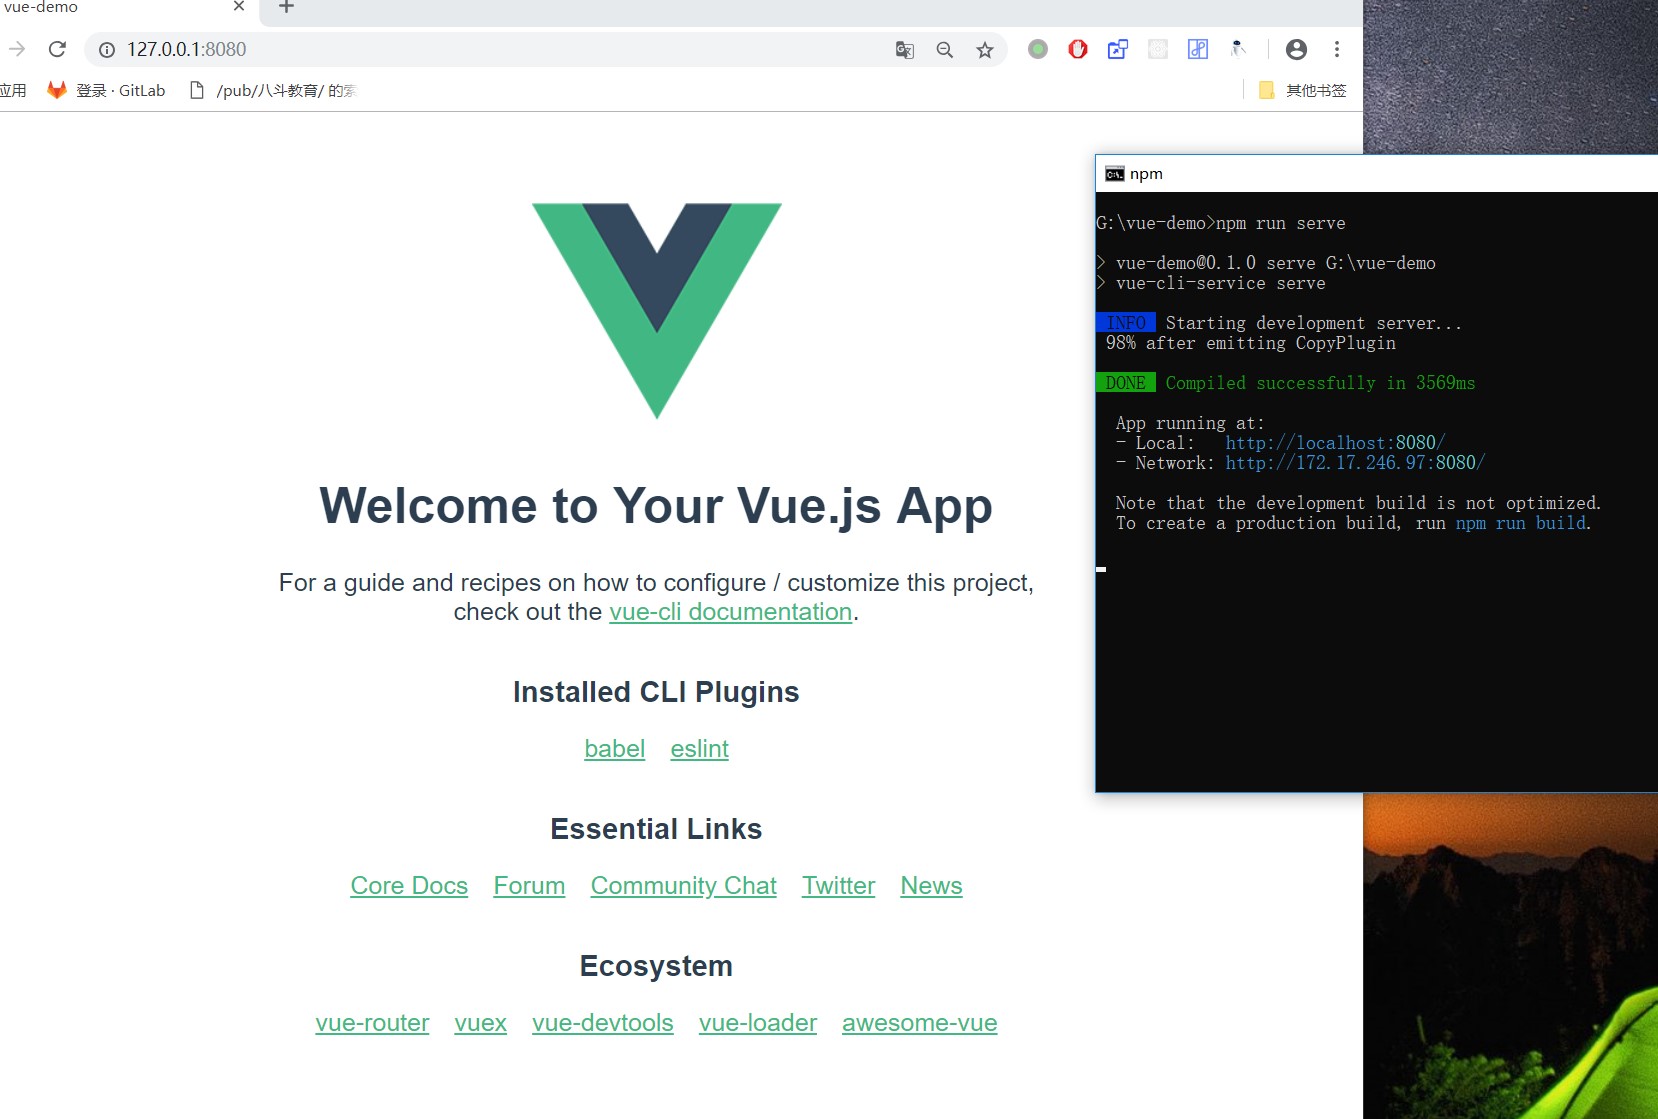 vue-demo
127.0.0.1:8080
应用
登录 · GitLab
/pub/八斗教育/ 的索
其他书签
Welcome to Your Vue.js App
For a guide and recipes on how to configure / customize this project,
check out the vue-cli documentation.
Installed CLI Plugins
babel eslint
Essential Links
Core Docs Forum Community Chat Twitter News
Ecosystem
vue-router vuex vue-devtools vue-loader awesome-vue
npm
G:\vue-demo>npm run serve
> vue-demo@0.1.0 serve G:\vue-demo
> vue-cli-service serve
INFO Starting development server...
98% after emitting CopyPlugin
DONE Compiled successfully in 3569ms
App running at:
- Local: http://localhost:8080/
- Network: http://172.17.246.97:8080/
Note that the development build is not optimized.
To create a production build, run npm run build.